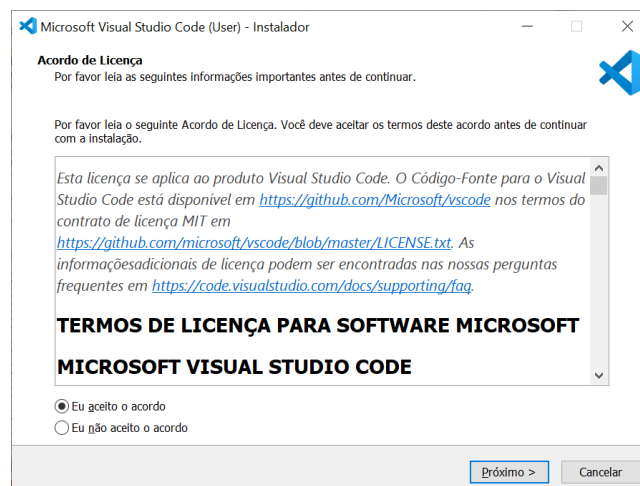 Microsoft Visual Studio Code (User) - Instalador
Acordo de Licença
Por favor leia as seguintes informações importantes antes de continuar.
Por favor leia o seguinte Acordo de Licença. Você deve aceitar os termos deste acordo antes de continuar
com a instalação.
Esta licença se aplica ao produto Visual Studio Code. O Código-Fonte para o Visual
Studio Code está disponível em https://github.com/Microsoft/vscode nos termos do
contrato de licença MIT em
https://github.com/microsoft/vscode/blob/master/LICENSE.txt. As
informaçõesadicionais de licença podem ser encontradas nas nossas perguntas
frequentes em https://code.visualstudio.com/docs/supporting/faq.
TERMOS DE LICENÇA PARA SOFTWARE MICROSOFT
MICROSOFT VISUAL STUDIO CODE
Eu aceito o acordo
Eu não aceito o acordo
Próximo >
Cancelar